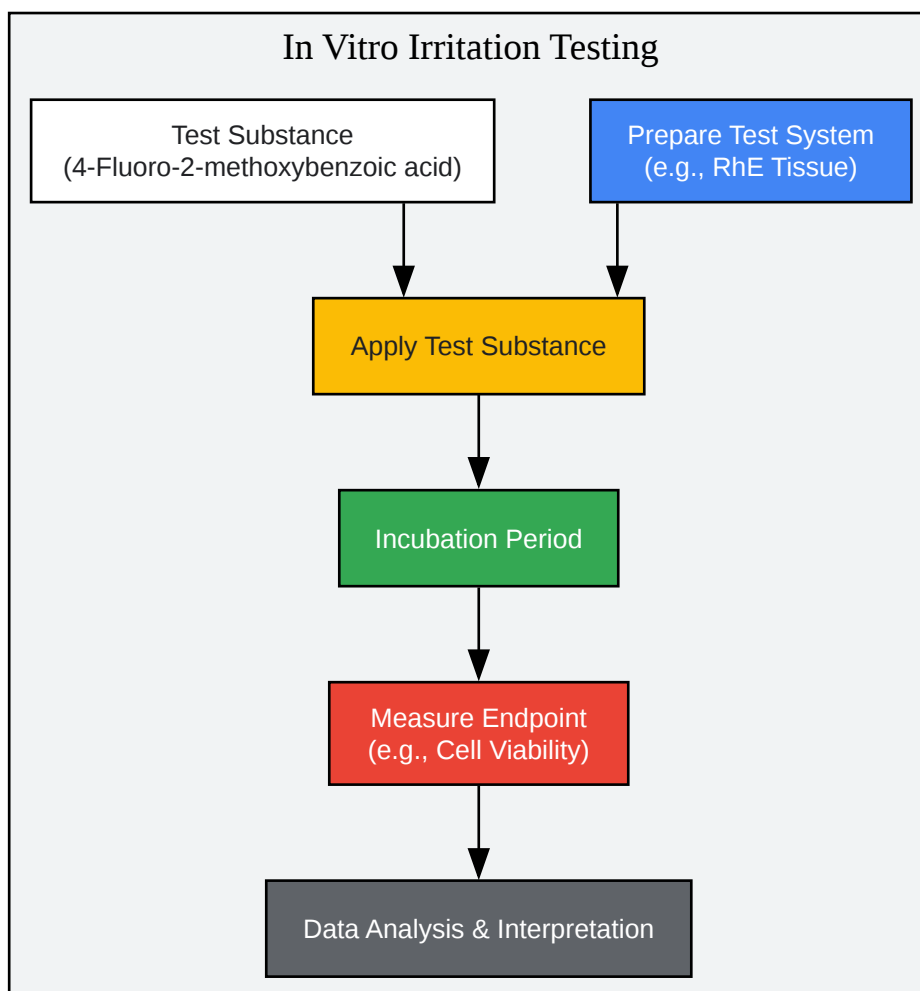 In Vitro Irritation Testing
Test Substance
(4-Fluoro-2-methoxybenzoic acid)
Prepare Test System
(e.g., RhE Tissue)
Apply Test Substance
Incubation Period
Measure Endpoint
(e.g., Cell Viability)
Data Analysis & Interpretation